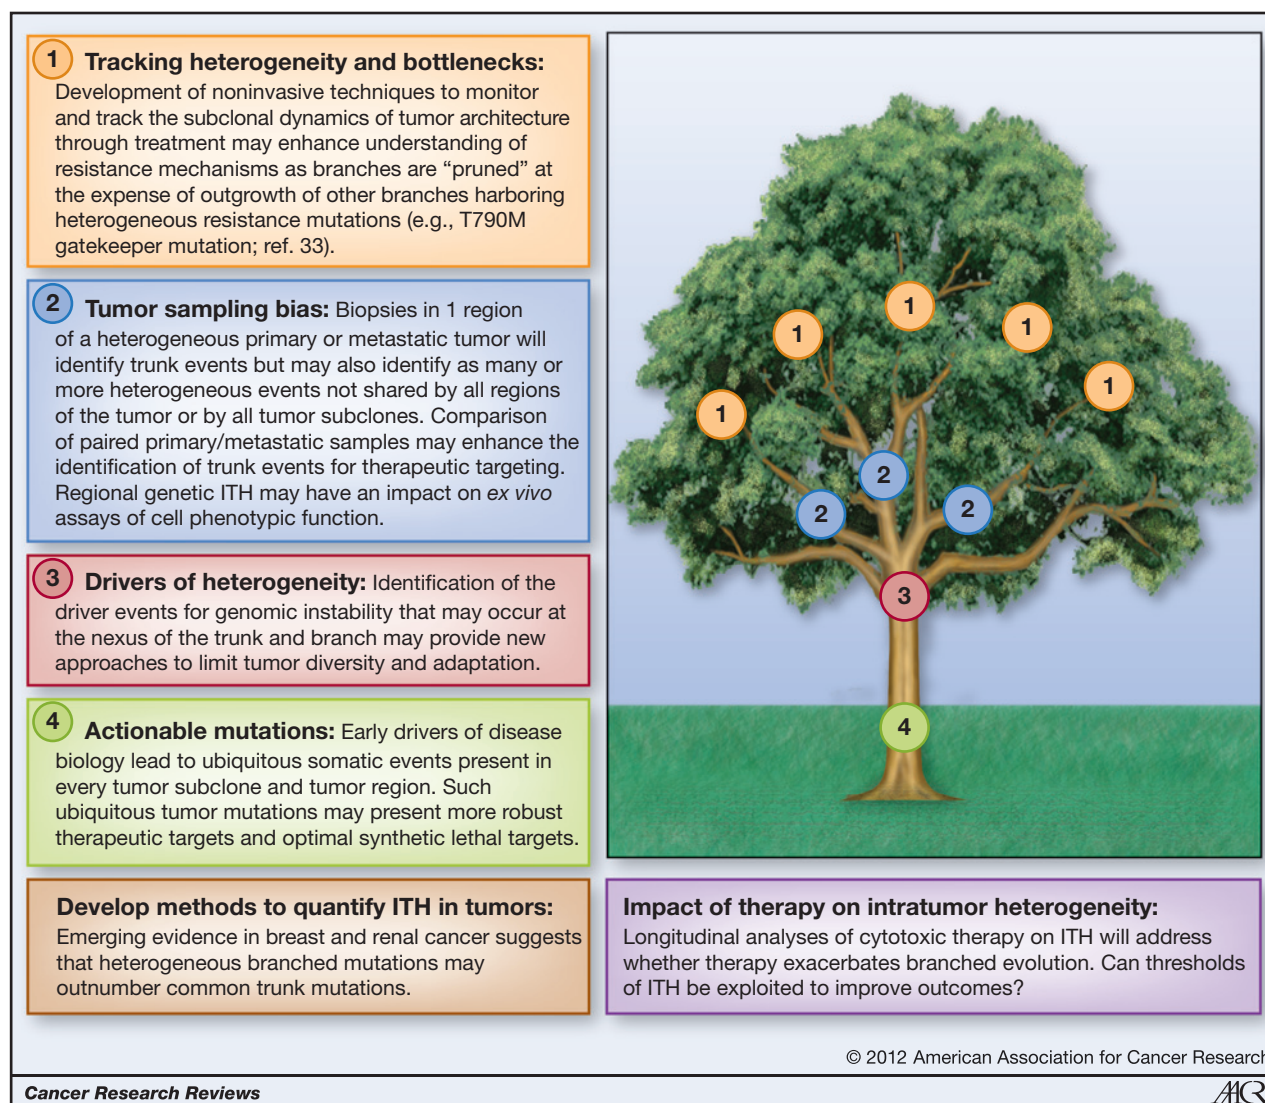 1 Tracking heterogeneity and bottlenecks:
Development of noninvasive techniques to monitor
and track the subclonal dynamics of tumor architecture
through treatment may enhance understanding of
resistance mechanisms as branches are “pruned” at
the expense of outgrowth of other branches harboring
heterogeneous resistance mutations (e.g., T790M
gatekeeper mutation; ref. 33).
2 Tumor sampling bias: Biopsies in 1 region
of a heterogeneous primary or metastatic tumor will
identify trunk events but may also identify as many or
more heterogeneous events not shared by all regions
of the tumor or by all tumor subclones. Comparison
of paired primary/metastatic samples may enhance the
identification of trunk events for therapeutic targeting.
Regional genetic ITH may have an impact on ex vivo
assays of cell phenotypic function.
3 Drivers of heterogeneity: Identification of the
driver events for genomic instability that may occur at
the nexus of the trunk and branch may provide new
approaches to limit tumor diversity and adaptation.
4 Actionable mutations: Early drivers of disease
biology lead to ubiquitous somatic events present in
every tumor subclone and tumor region. Such
ubiquitous tumor mutations may present more robust
therapeutic targets and optimal synthetic lethal targets.
1
1
1
1
1
2
2
2
3
4
Develop methods to quantify ITH in tumors:
Emerging evidence in breast and renal cancer suggests
that heterogeneous branched mutations may
outnumber common trunk mutations.
Impact of therapy on intratumor heterogeneity:
Longitudinal analyses of cytotoxic therapy on ITH will address
whether therapy exacerbates branched evolution. Can thresholds
of ITH be exploited to improve outcomes?
© 2012 American Association for Cancer Research
Cancer Research Reviews
AACR